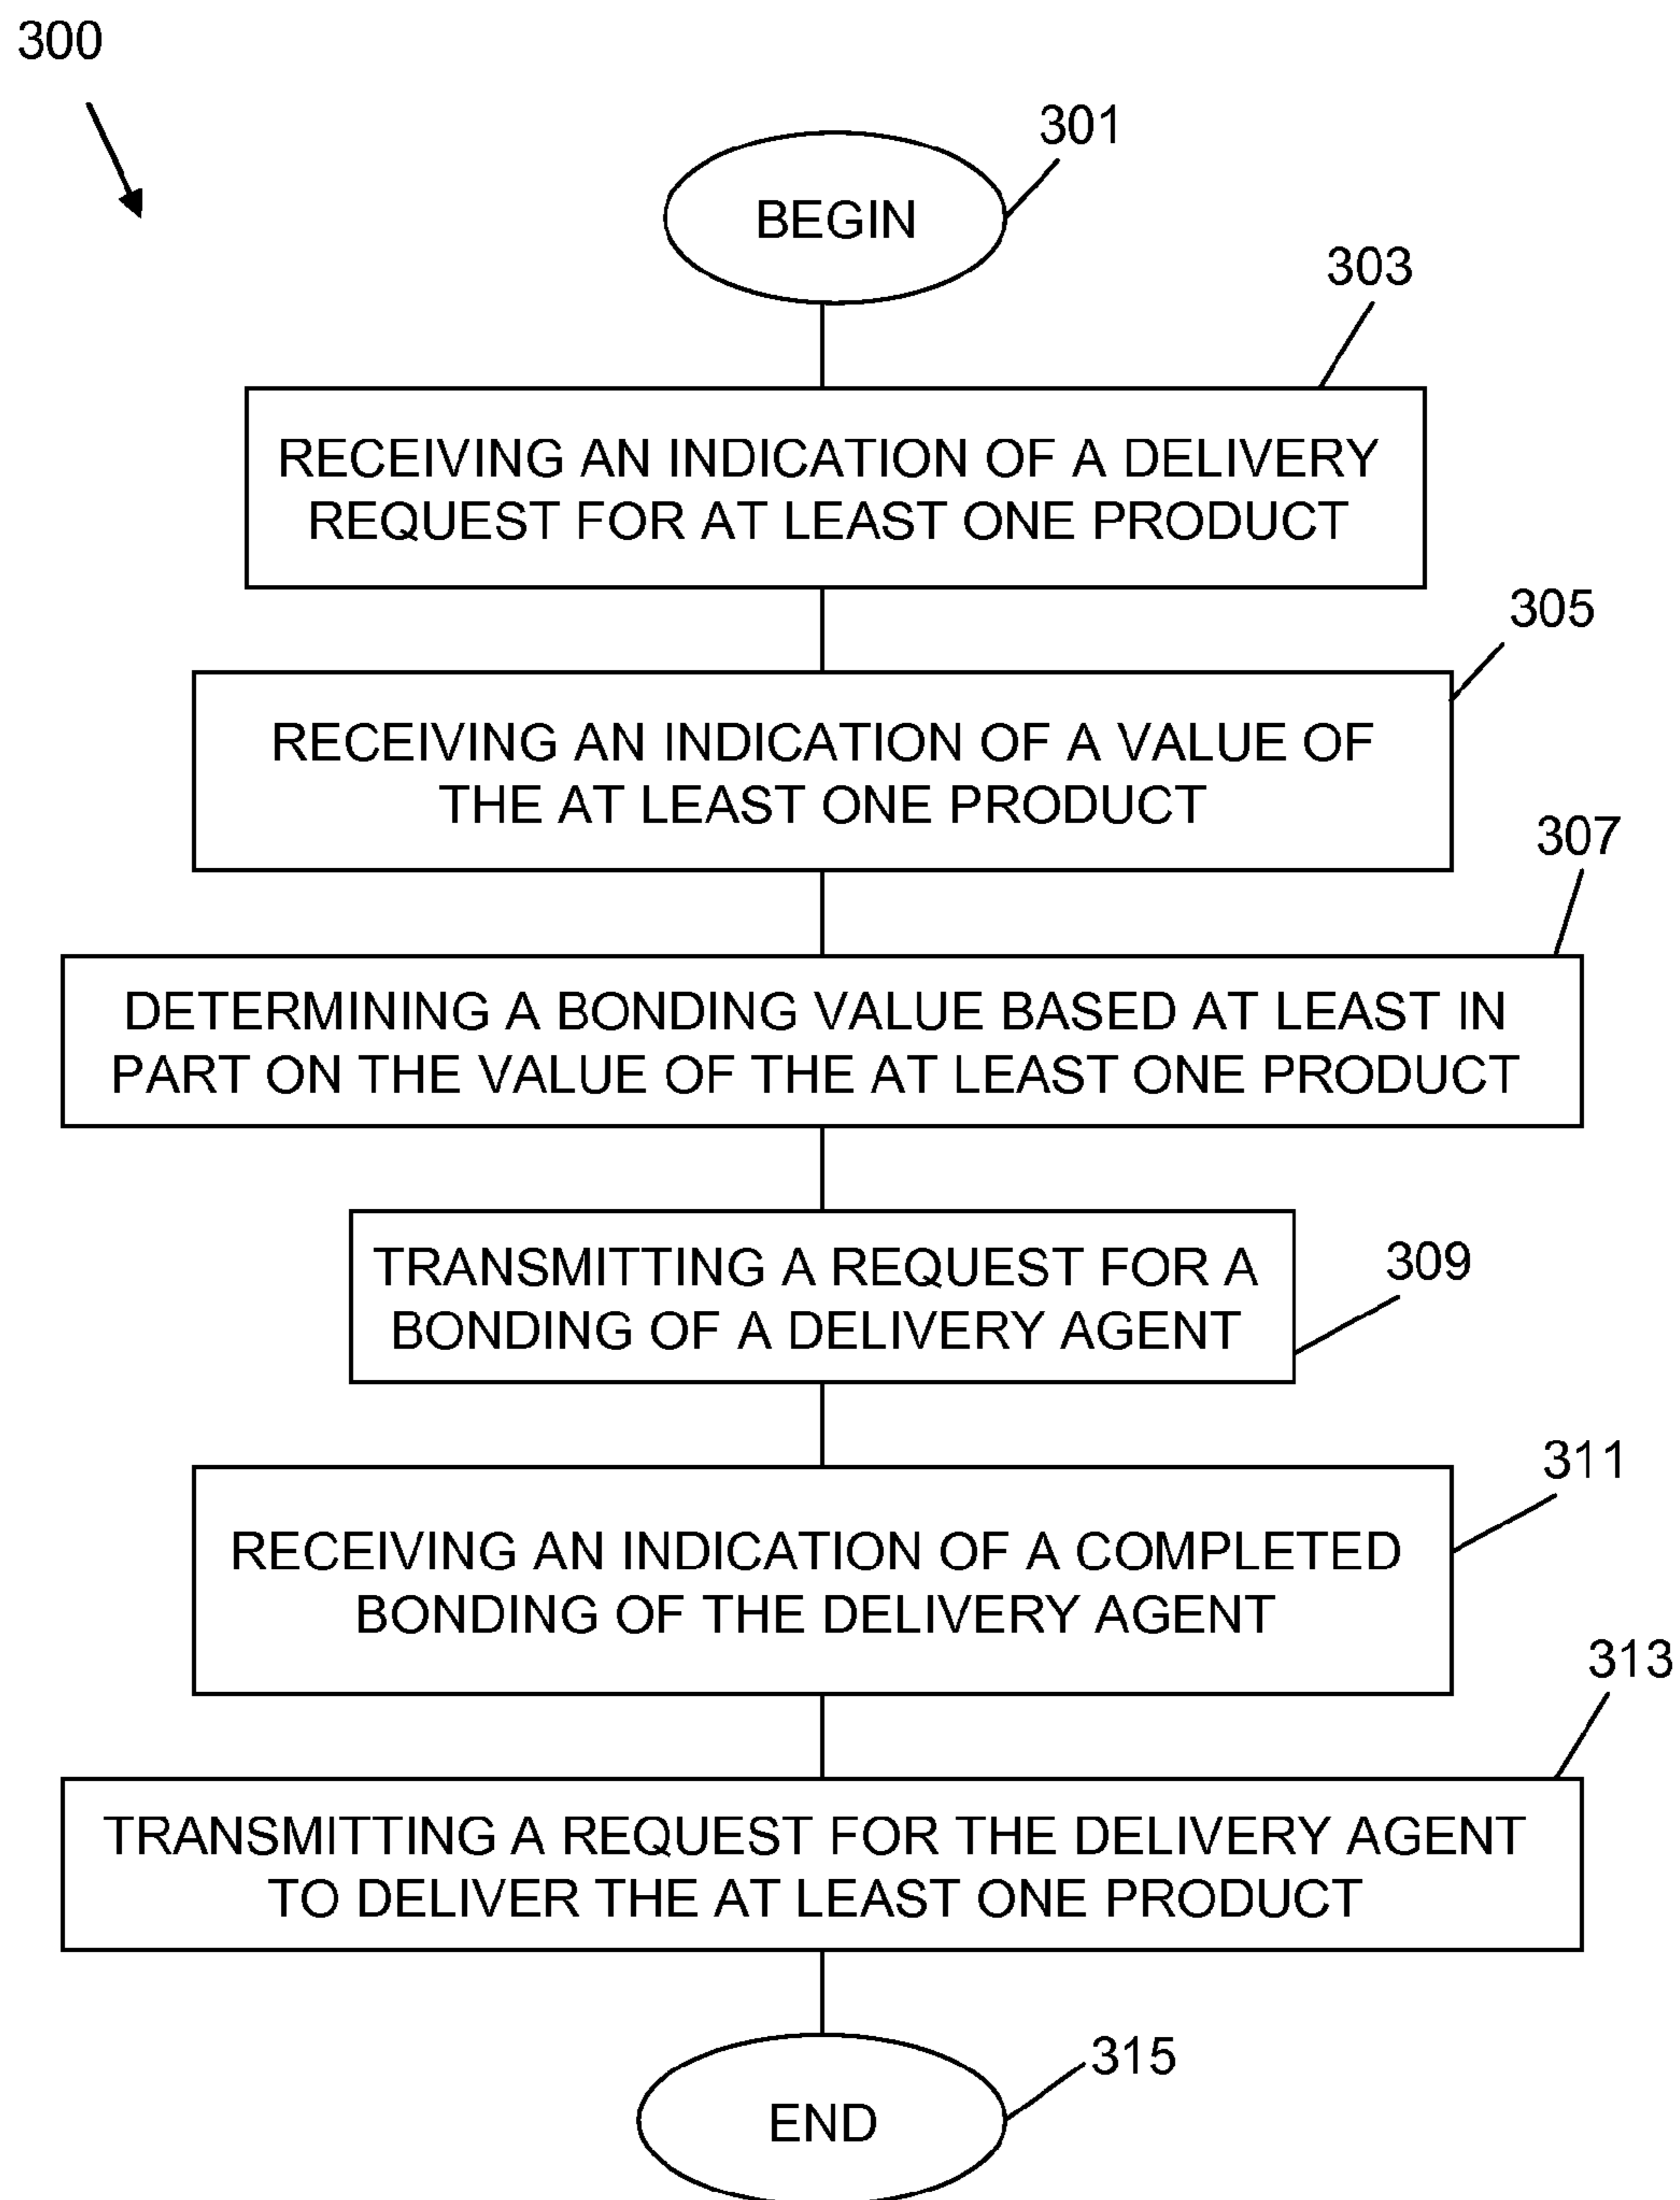 300
301
BEGIN
303
RECEIVING AN INDICATION OF A DELIVERY
REQUEST FOR AT LEAST ONE PRODUCT
305
RECEIVING AN INDICATION OF A VALUE OF
THE AT LEAST ONE PRODUCT
307
DETERMINING A BONDING VALUE BASED AT LEAST IN
PART ON THE VALUE OF THE AT LEAST ONE PRODUCT
309
TRANSMITTING A REQUEST FOR A
BONDING OF A DELIVERY AGENT
311
RECEIVING AN INDICATION OF A COMPLETED
BONDING OF THE DELIVERY AGENT
313
TRANSMITTING A REQUEST FOR THE DELIVERY AGENT
TO DELIVER THE AT LEAST ONE PRODUCT
315
END